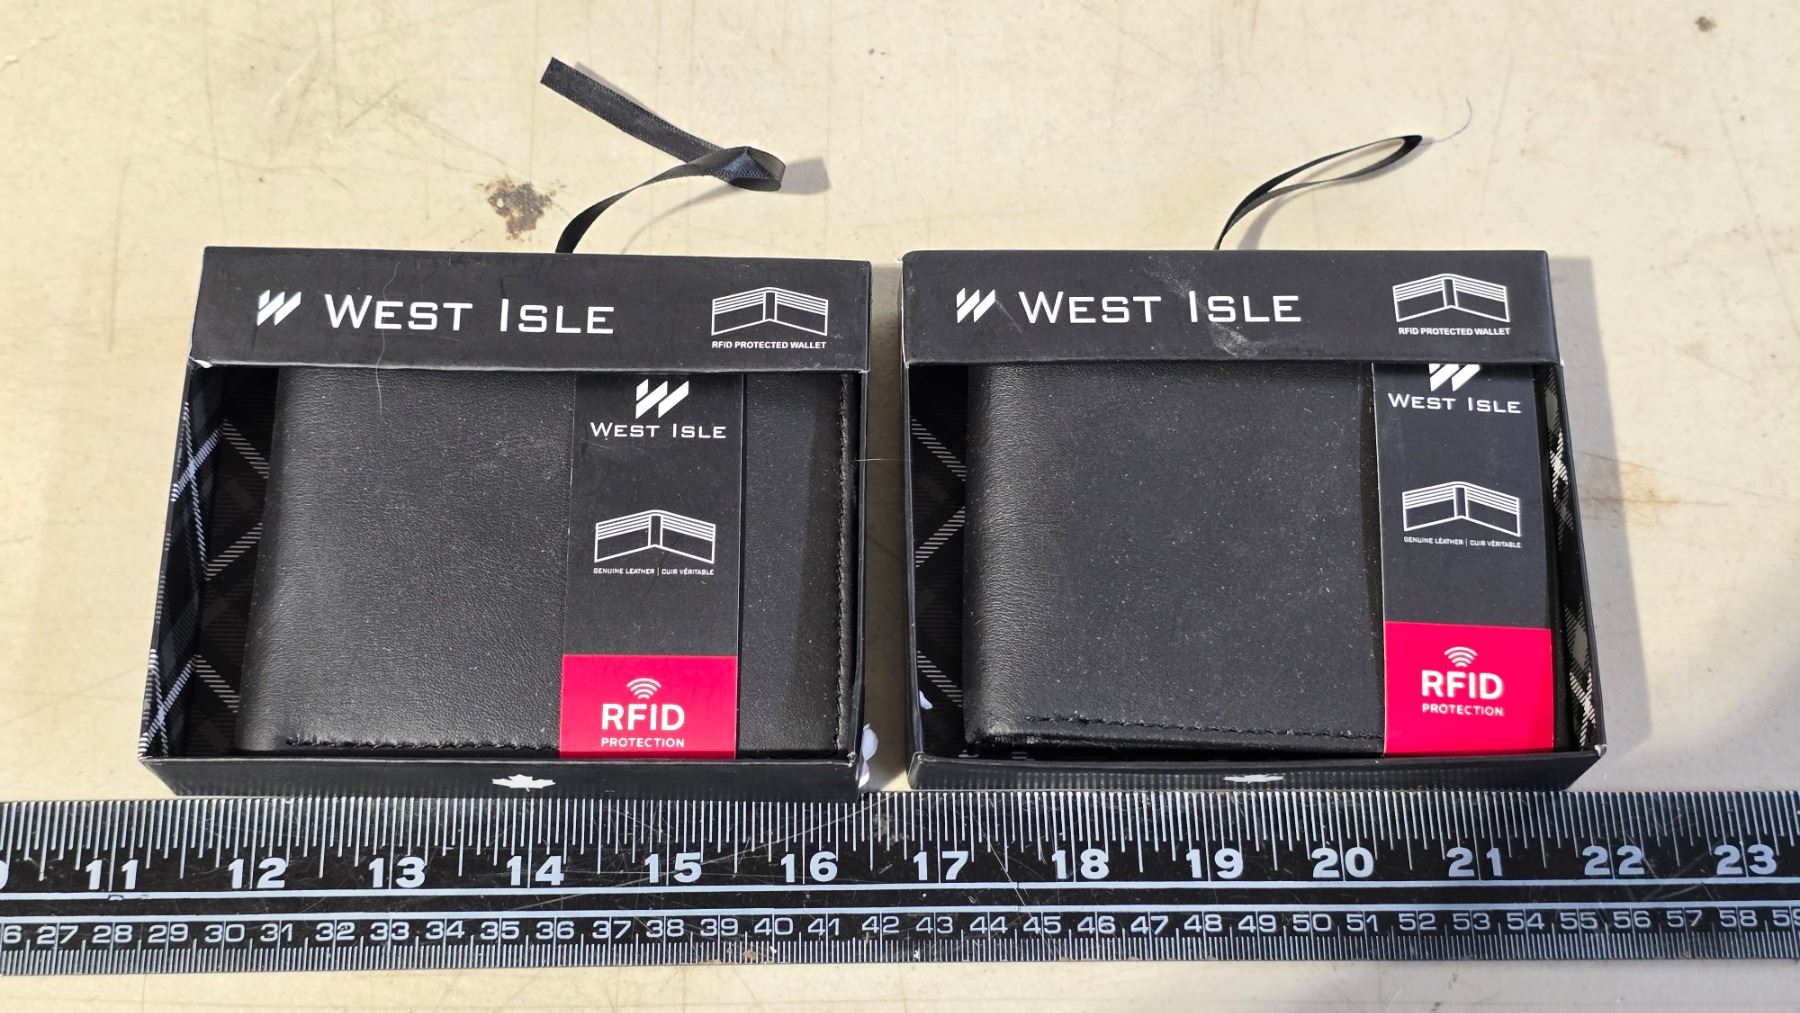 WEST ISLE
RFID PROTECTED WALLET
WEST ISLE
GENUINE LEATHER | CUIR VÉRITABLE
RFID
PROTECTION
WEST ISLE
RFID PROTECTED WALLET
WEST ISLE
GENUINE LEATHER | CUIR VÉRITABLE
RFID
PROTECTION
11 12 13 14 15 16 17 18 19 20 21 22 23
27 28 29 30 31 32 33 34 35 36 37 38 39 40 41 42 43 44 45 46 47 48 49 50 51 52 53 54 55 56 57 58